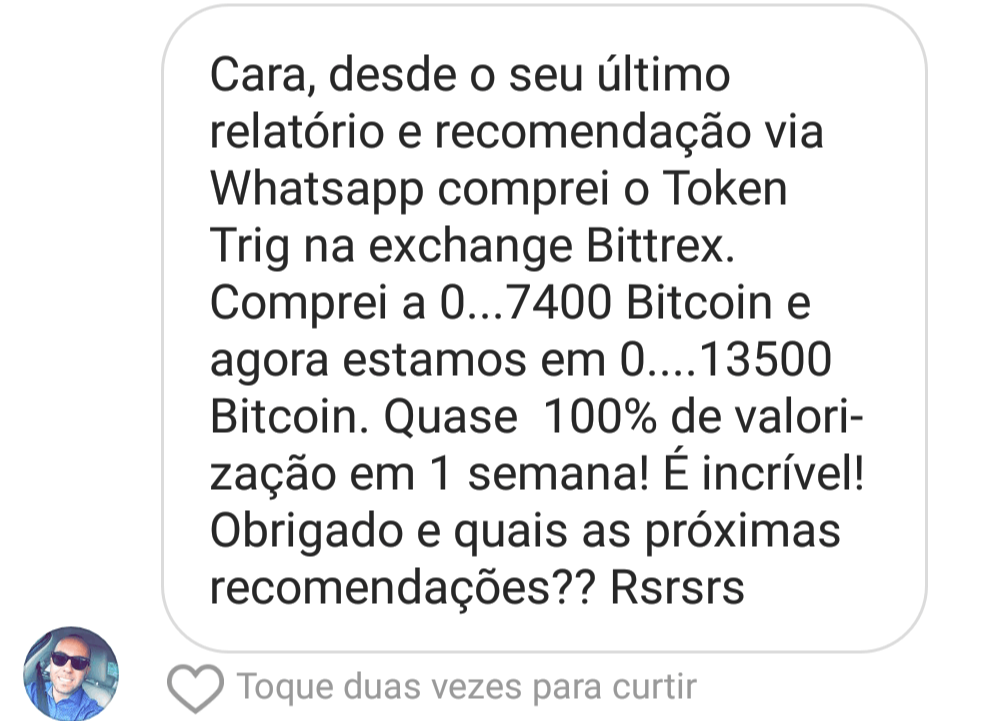 Cara, desde o seu último
relatório e recomendação via
Whatsapp comprei o Token
Trig na exchange Bittrex.
Comprei a 0...7400 Bitcoin e
agora estamos em 0....13500
Bitcoin. Quase  100% de valori-
zação em 1 semana! É incrível!
Obrigado e quais as próximas
recomendações?? Rsrsrs
Toque duas vezes para curtir